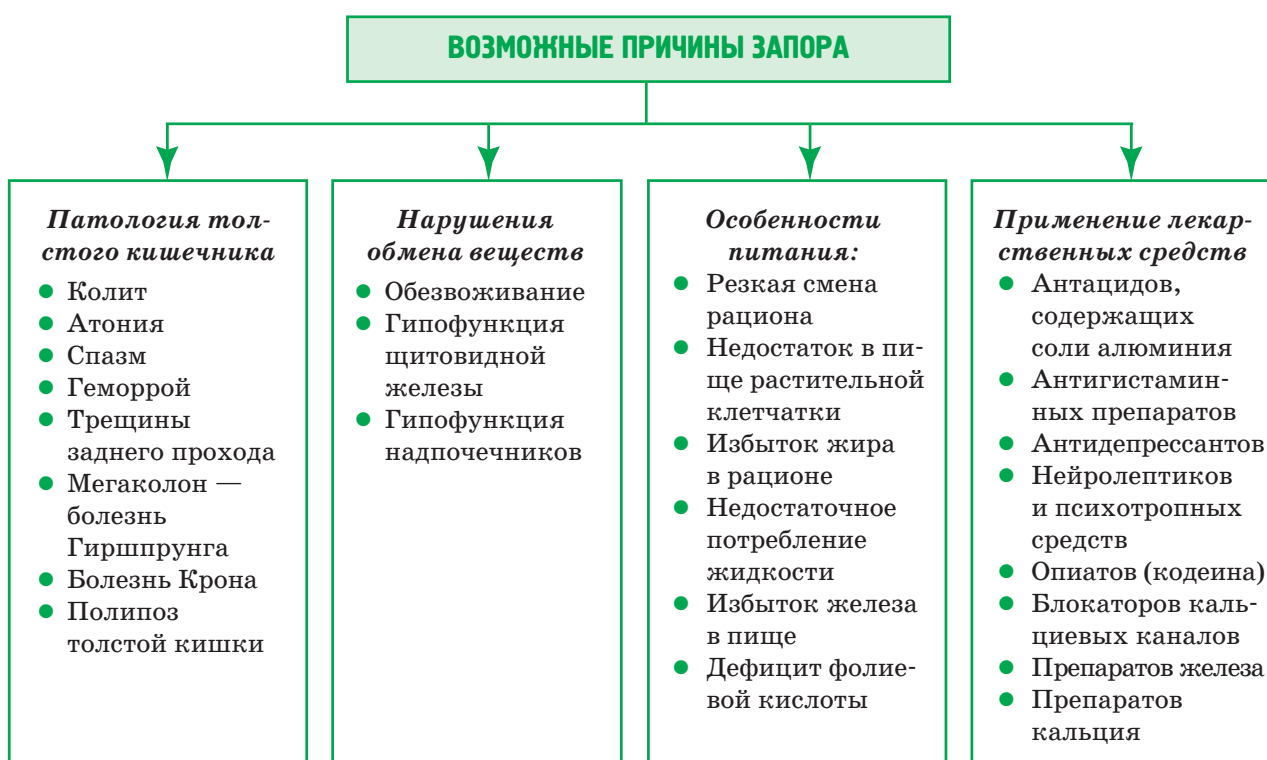 ВОЗМОЖНЫЕ ПРИЧИНЫ ЗАПОРА
Патология тол-
стого кишечника
● Колит
● Атония
● Спазм
● Геморрой
● Трещины
заднего прохода
● Мегаколон —
болезнь
Гиршпрунга
● Болезнь Крона
● Полипоз
толстой кишки
Нарушения
обмена веществ
● Обезвоживание
● Гипофункция
щитовидной
железы
● Гипофункция
надпочечников
Особенности
питания:
● Резкая смена
рациона
● Недостаток в пи-
ще растительной
клетчатки
● Избыток жира
в рационе
● Недостаточное
потребление
жидкости
● Избыток железа
в пище
● Дефицит фолие-
вой кислоты
Применение лекар-
ственных средств
● Антацидов,
содержащих
соли алюминия
● Антигистамин-
ных препаратов
● Антидепрессантов
● Нейролептиков
и психотропных
средств
● Опиатов (кодеина)
● Блокаторов каль-
циевых каналов
● Препаратов железа
● Препаратов
кальция